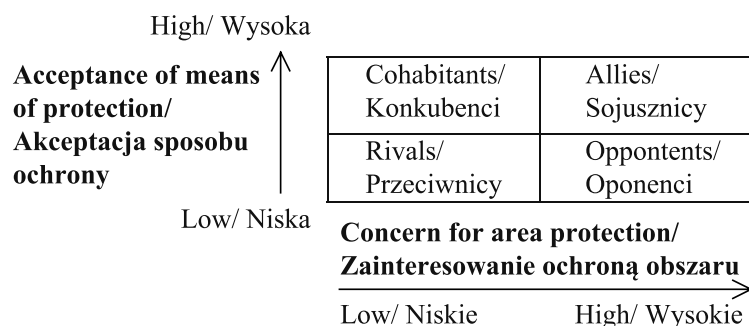 High/ Wysoka
Acceptance of means
of protection/
Akceptacja sposobu
ochrony
Low/ Niska
Cohabitants/
Konkubenci
Allies/
Sojusznicy
Rivals/
Przeciwnicy
Oppontents/
Oponenci
Concern for area protection/
Zainteresowanie ochroną obszaru
Low/ Niskie
High/ Wysokie